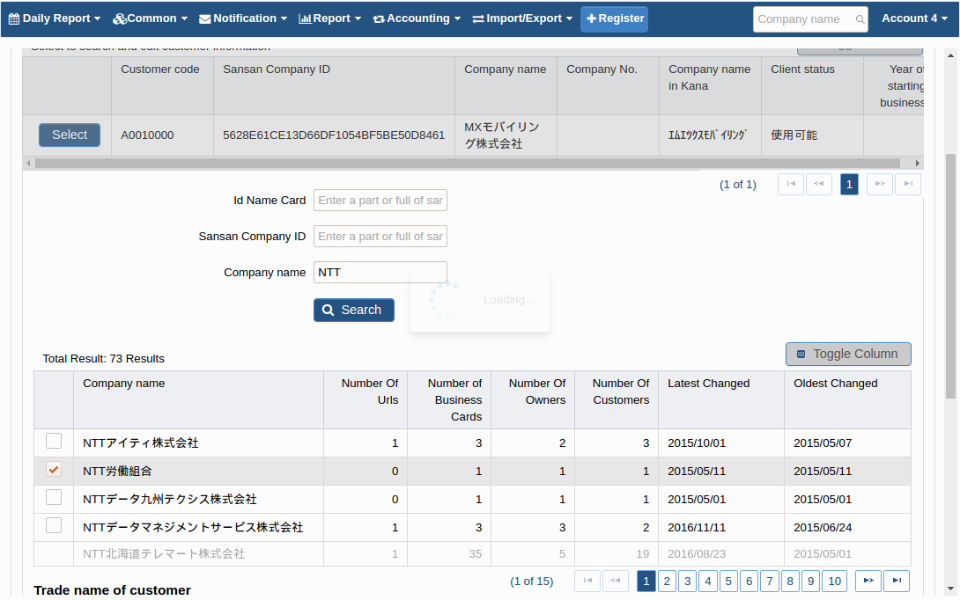 Daily Report Common Notification Report Accounting Import/Export Register Company name Account 4
Select to search and edit customer information
Customer code Sansan Company ID Company name Company No. Company name Client status Year of
in Kana starting
business
Select A0010000 5628E61CE13D66DF1054BF5BE50D8461 MXモバイリン ｴﾑｴｯｸｽﾓﾊﾞｲﾘﾝｸﾞ 使用可能
グ株式会社
(1 of 1) 1
Id Name Card Enter a part or full of sar
Sansan Company ID Enter a part or full of sar
Company name NTT
Loading...
Search
Total Result: 73 Results Toggle Column
Company name Number Of Number of Number Of Number Of Latest Changed Oldest Changed
Urls Business Owners Customers
Cards
NTTアイティ株式会社 1 3 2 3 2015/10/01 2015/05/07
NTT労働組合 0 1 1 1 2015/05/11 2015/05/11
NTTデータ九州テクシス株式会社 0 1 1 1 2015/05/01 2015/05/01
NTTデータマネジメントサービス株式会社 1 3 3 2 2016/11/11 2015/06/24
NTT北海道テレマート株式会社 1 35 5 19 2016/08/23 2015/05/01
(1 of 15) 1 2 3 4 5 6 7 8 9 10
Trade name of customer